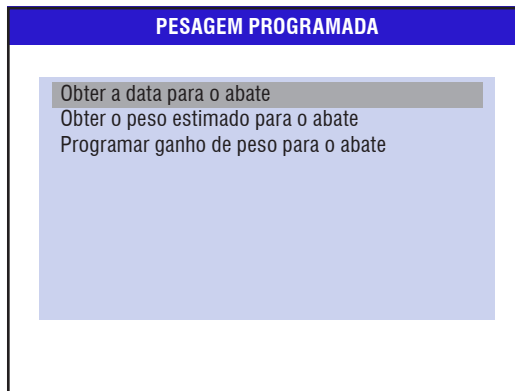 PESAGEM PROGRAMADA
Obter a data para o abate
Obter o peso estimado para o abate
Programar ganho de peso para o abate